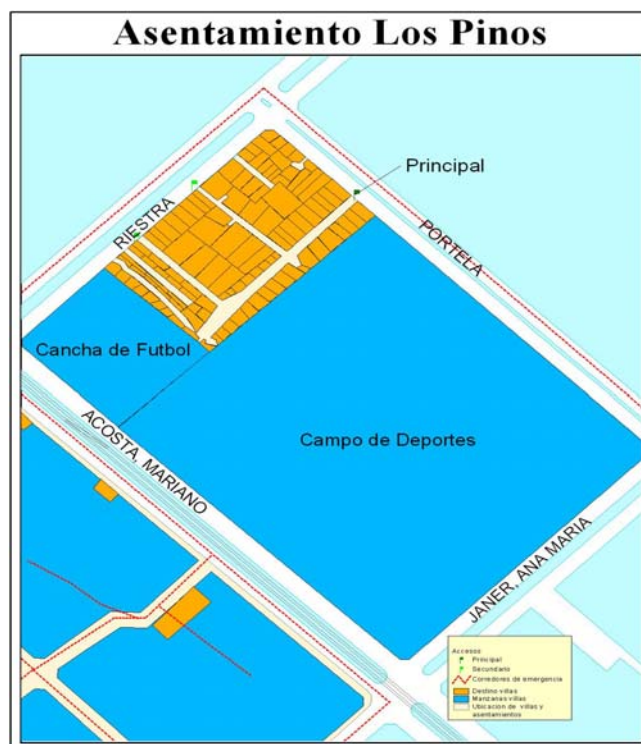 Asentamiento Los Pinos
Principal
RIESTRA
PORTELA
Cancha de Futbol
ACOSTA, MARIANO
Campo de Deportes
JANER, ANA MARIA
Accesos
Principal
Secundario
Corredores de emergencia
Destino villas
Manzanas villas
Ubicacion de villas y
asentamientos